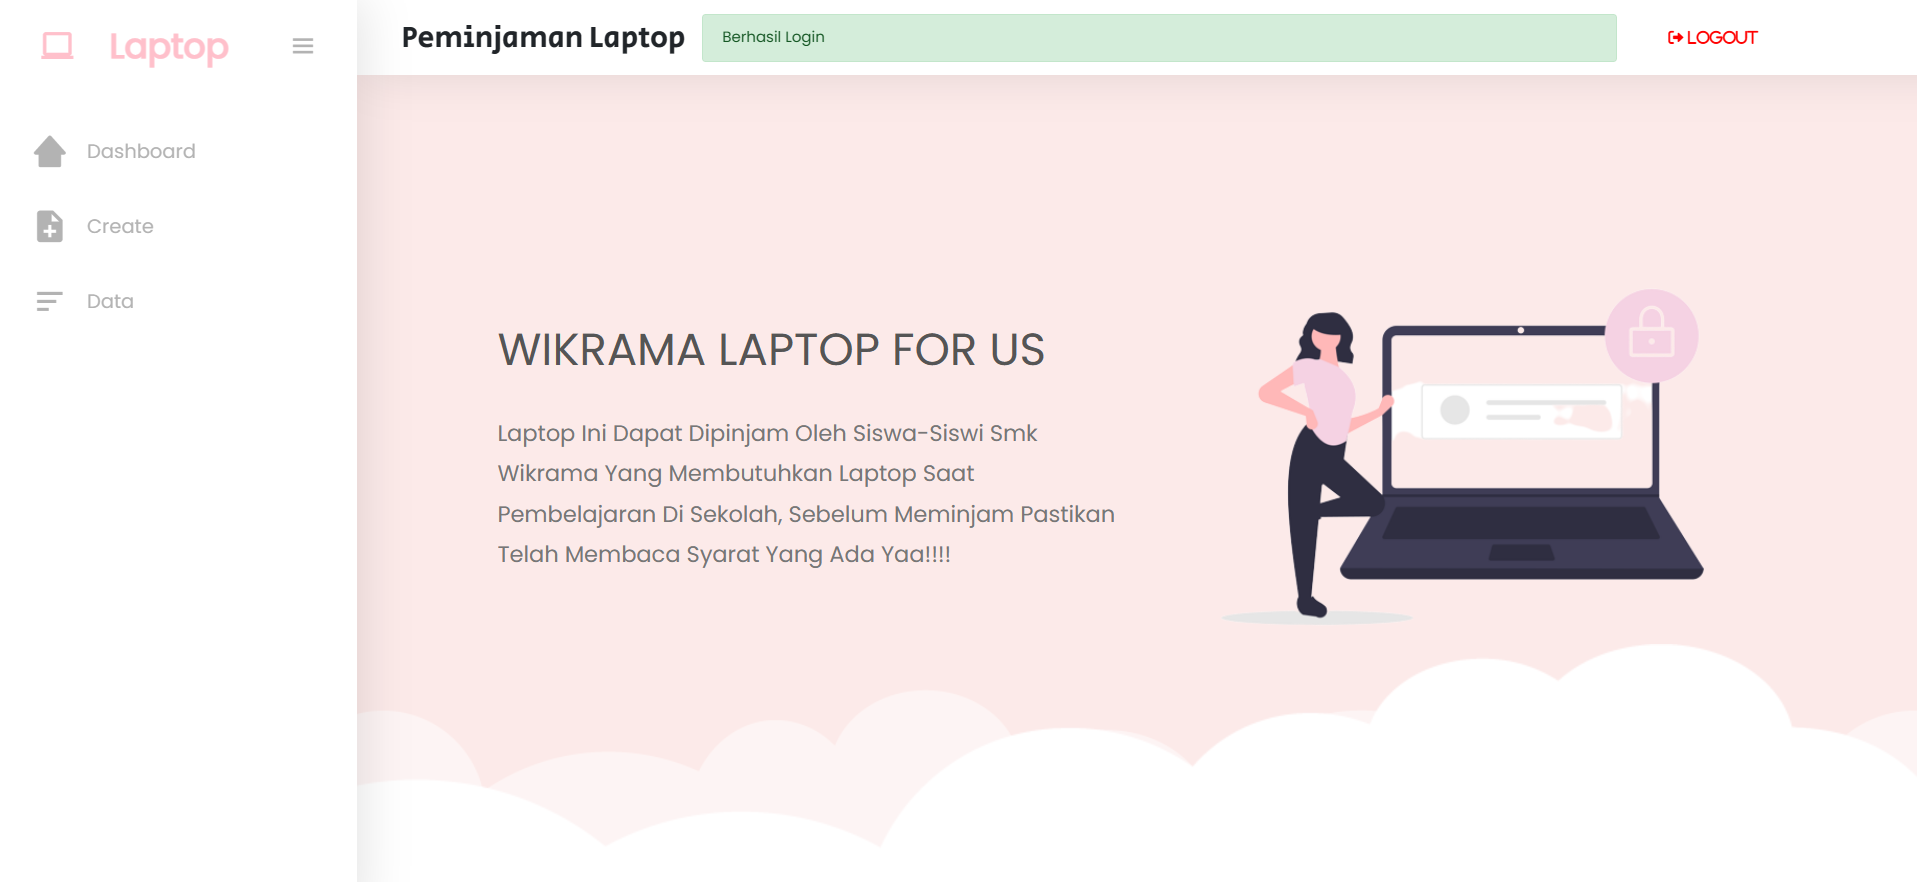 Laptop
Peminjaman Laptop
Berhasil Login
LOGOUT
Dashboard
Create
Data
WIKRAMA LAPTOP FOR US
Laptop Ini Dapat Dipinjam Oleh Siswa-Siswi Smk
Wikrama Yang Membutuhkan Laptop Saat
Pembelajaran Di Sekolah, Sebelum Meminjam Pastikan
Telah Membaca Syarat Yang Ada Yaa!!!!